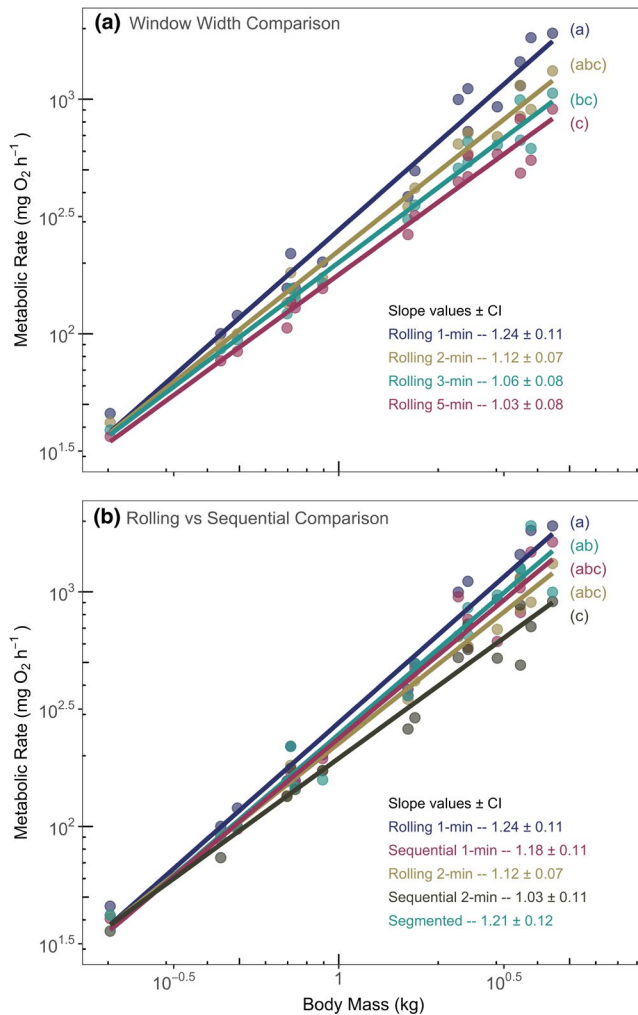 (a) Window Width Comparison
(a)
(abc)
(bc)
(c)
10^3
10^2.5
10^2
10^1.5
Metabolic Rate (mg O₂ h⁻¹)
Slope values ± CI
Rolling 1-min -- 1.24 ± 0.11
Rolling 2-min -- 1.12 ± 0.07
Rolling 3-min -- 1.06 ± 0.08
Rolling 5-min -- 1.03 ± 0.08
(b) Rolling vs Sequential Comparison
(a)
(ab)
(abc)
(abc)
(c)
10^3
10^2.5
10^2
10^1.5
Metabolic Rate (mg O₂ h⁻¹)
Slope values ± CI
Rolling 1-min -- 1.24 ± 0.11
Sequential 1-min -- 1.18 ± 0.11
Rolling 2-min -- 1.12 ± 0.07
Sequential 2-min -- 1.03 ± 0.11
Segmented -- 1.21 ± 0.12
10^-0.5 1 10^0.5
Body Mass (kg)